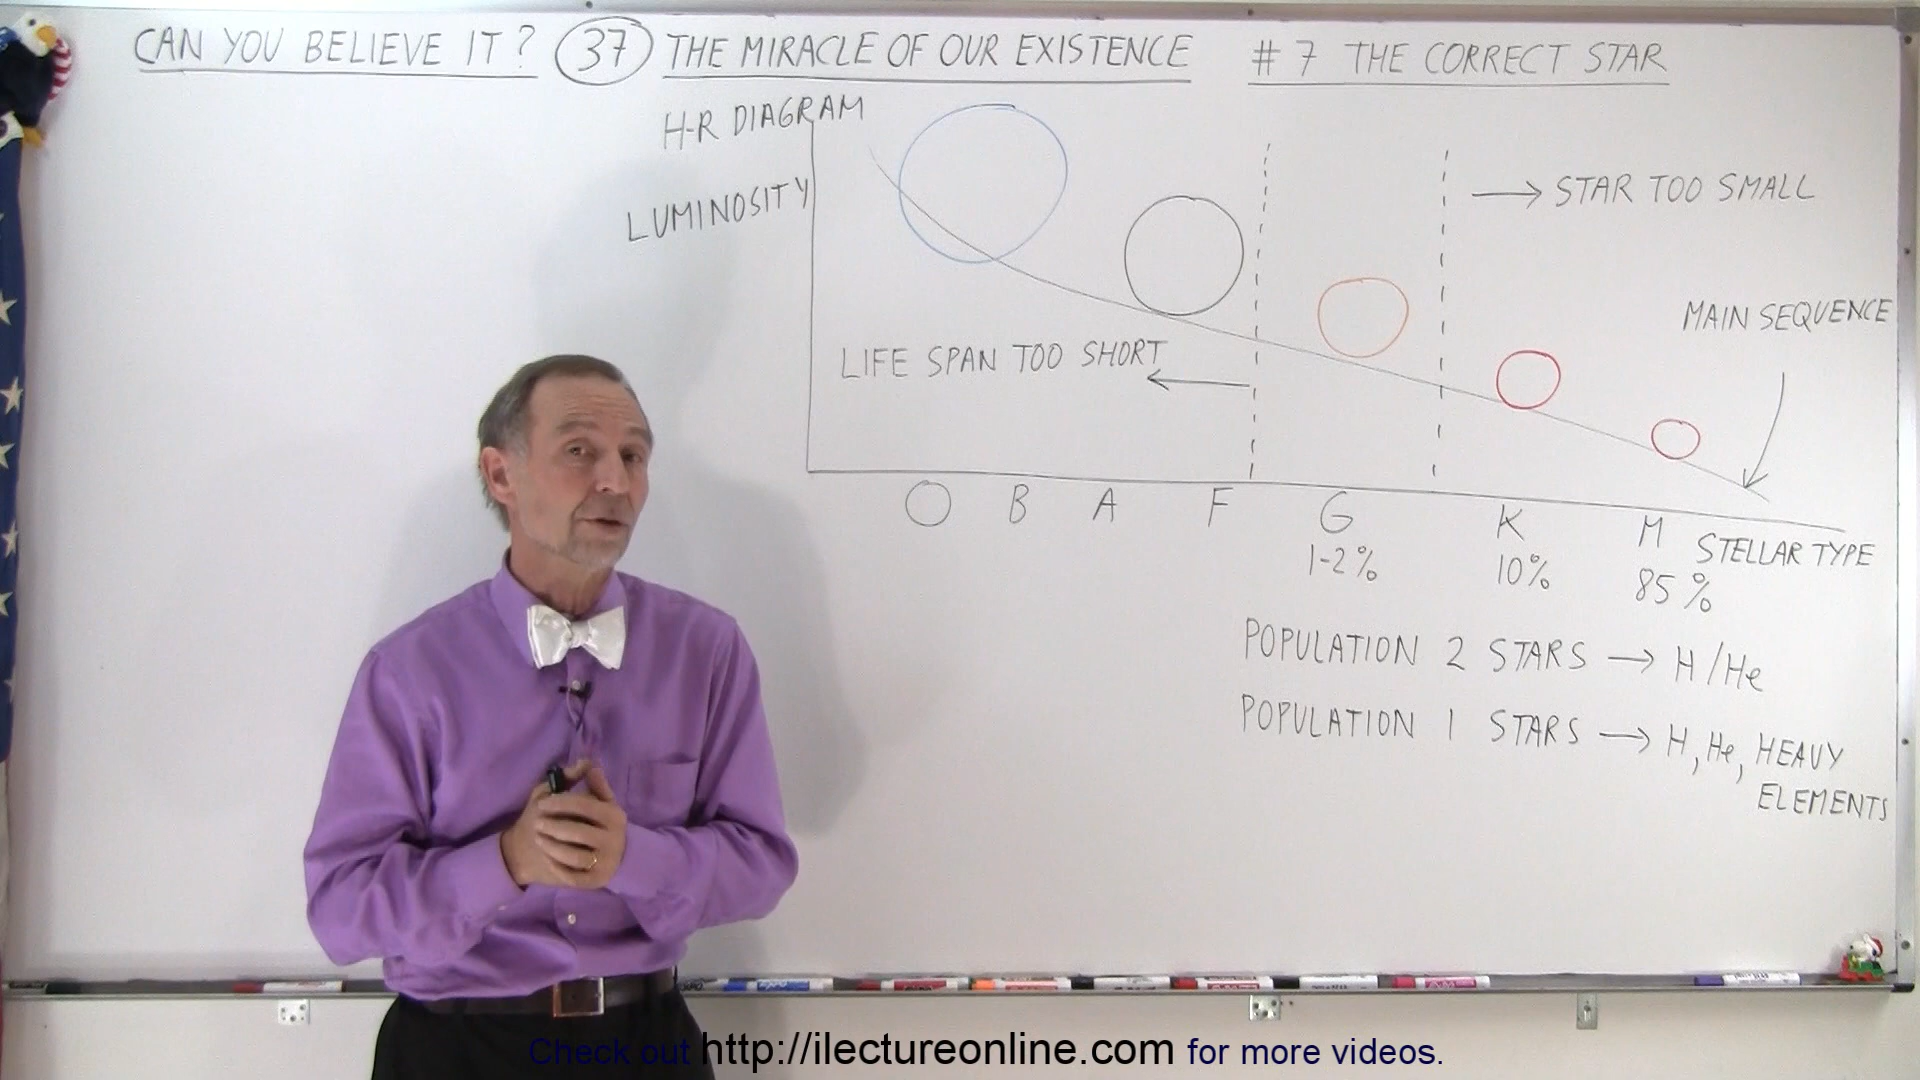 CAN YOU BELIEVE IT? 37 THE MIRACLE OF OUR EXISTENCE # 7 THE CORRECT STAR
H-R DIAGRAM
LUMINOSITY
STAR TOO SMALL
MAIN SEQUENCE
LIFE SPAN TOO SHORT
O B A F G K M STELLAR TYPE
1-2% 10% 85%
POPULATION 2 STARS → H/He
POPULATION 1 STARS → H, He, HEAVY
ELEMENTS
Check out http://ilectureonline.com for more videos.